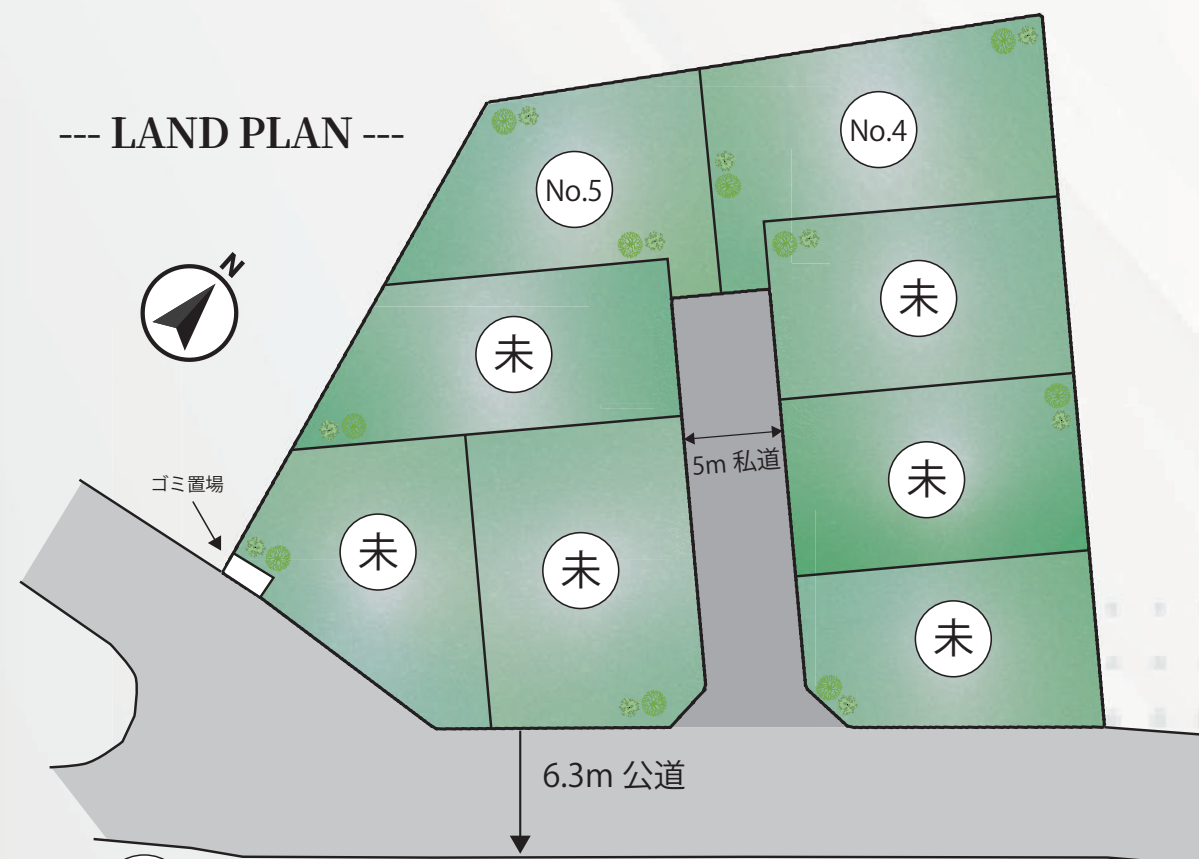 --- LAND PLAN ---
N
No.4
No.5
未
未
未
5m 私道
ゴミ置場
未
未
未
6.3m 公道